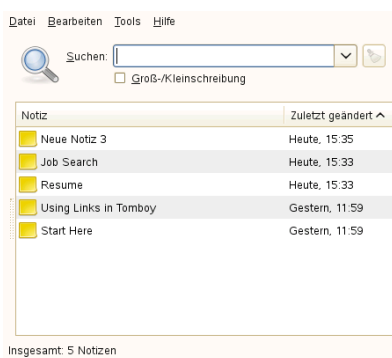 Datei Bearbeiten Tools Hilfe
Suchen:
Groß-/Kleinschreibung
Notiz Zuletzt geändert
Neue Notiz 3 Heute, 15:35
Job Search Heute, 15:33
Resume Heute, 15:33
Using Links in Tomboy Gestern, 11:59
Start Here Gestern, 11:59
Insgesamt: 5 Notizen